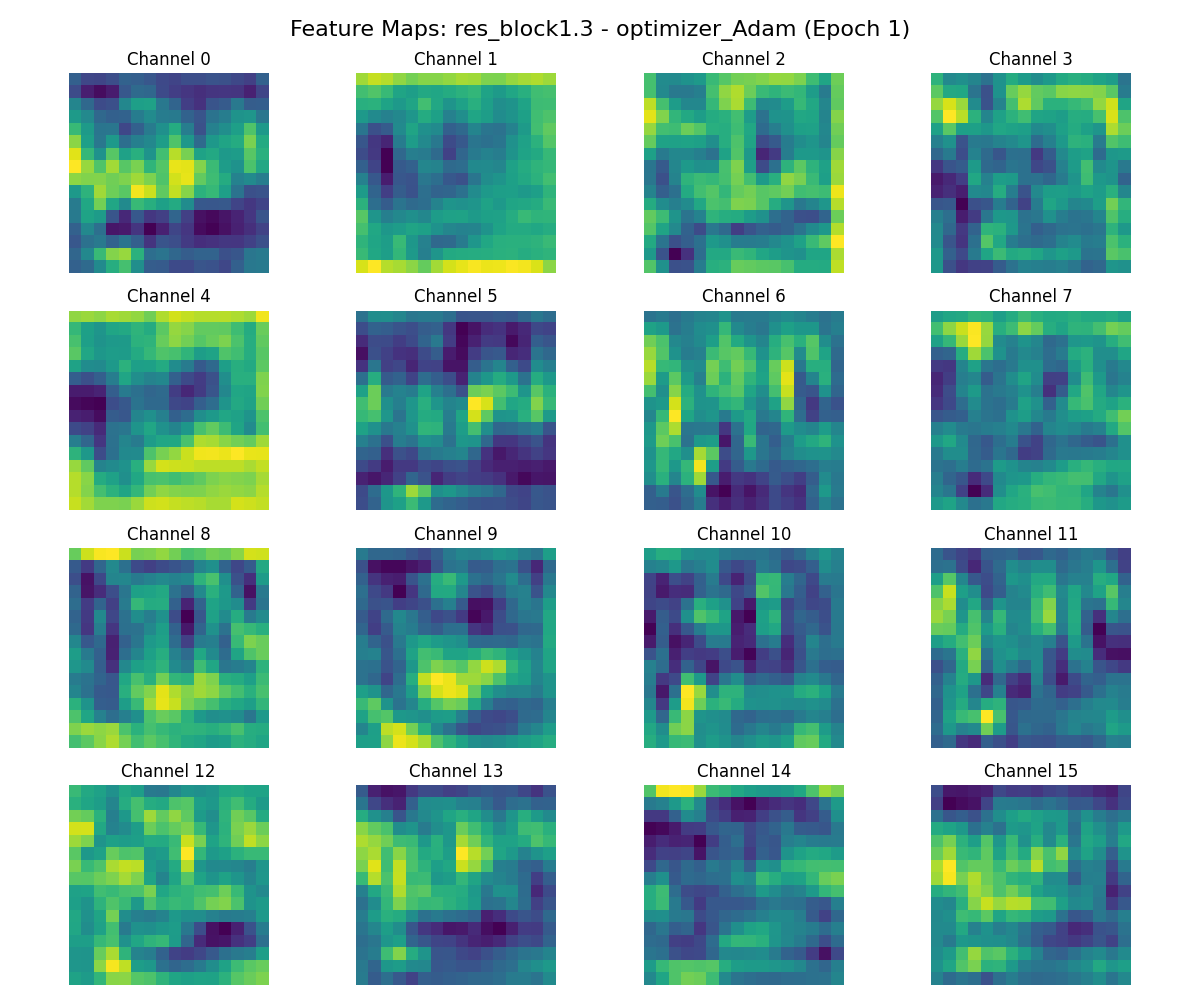 Feature Maps: res_block1.3 - optimizer_Adam (Epoch 1)
Channel 0
Channel 1
Channel 2
Channel 3
Channel 4
Channel 5
Channel 6
Channel 7
Channel 8
Channel 9
Channel 10
Channel 11
Channel 12
Channel 13
Channel 14
Channel 15